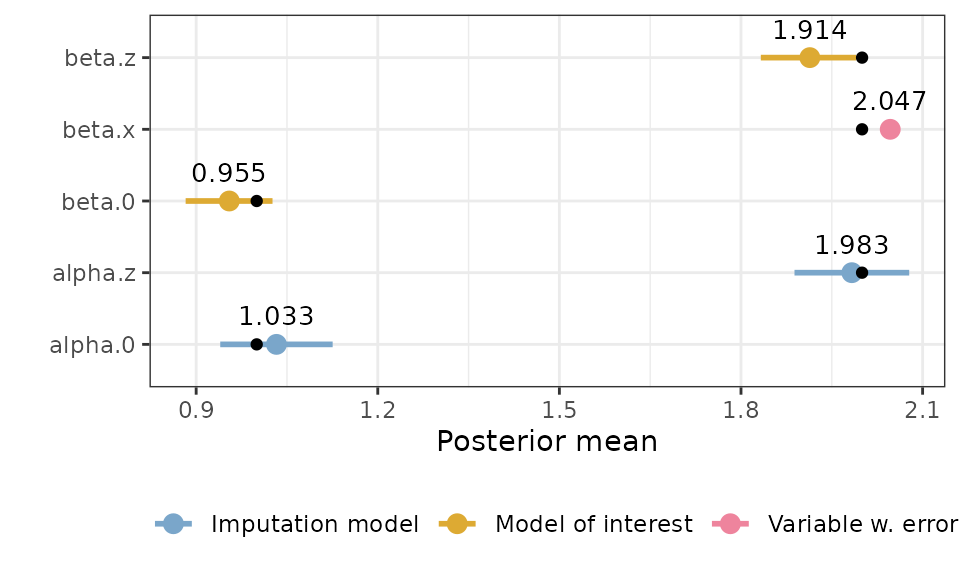 1.914
beta.z
2.047
beta.x
0.955
beta.0
1.983
alpha.z
1.033
alpha.0
0.9 1.2 1.5 1.8 2.1
Posterior mean
Imputation model Model of interest Variable w. error